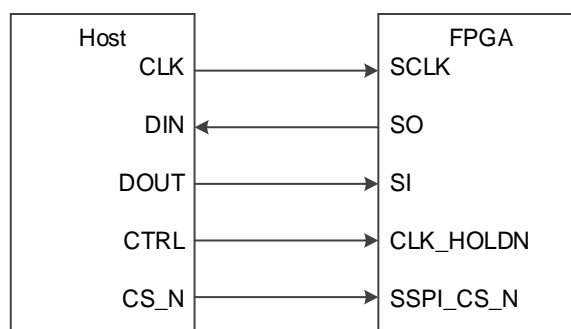 Host FPGA
CLK SCLK
DIN SO
DOUT SI
CTRL CLK_HOLDN
CS_N SSPI_CS_N